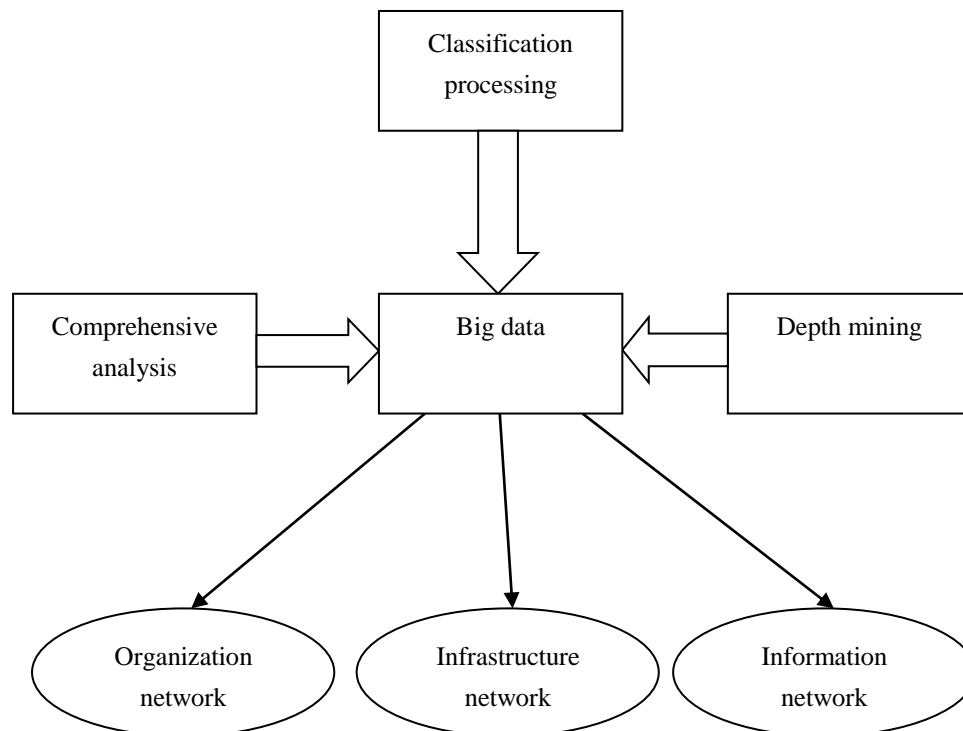 Classification
processing
Comprehensive
analysis
Big data
Depth mining
Organization
network
Infrastructure
network
Information
network